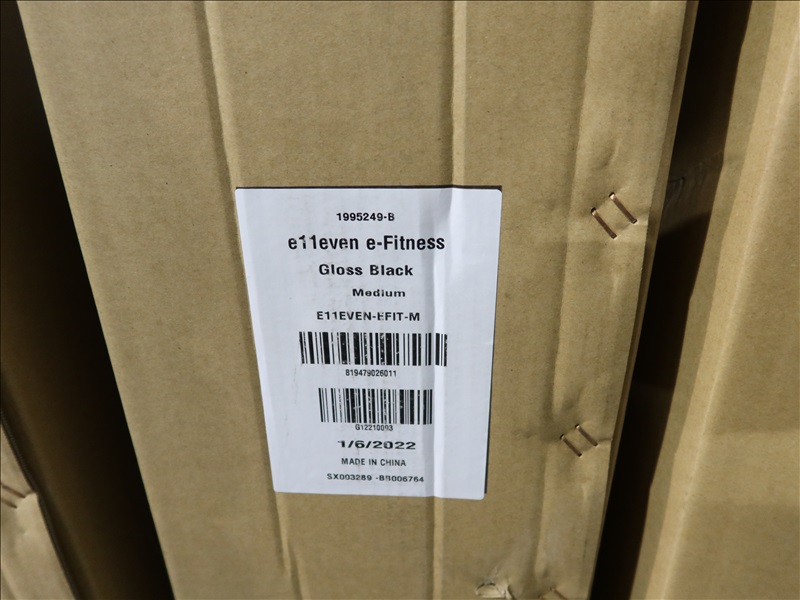 1995249-B
e11even e-Fitness
Gloss Black
Medium
E11EVEN-EFIT-M
819479026011
G12210093
1/6/2022
MADE IN CHINA
SX003289 -BB006764